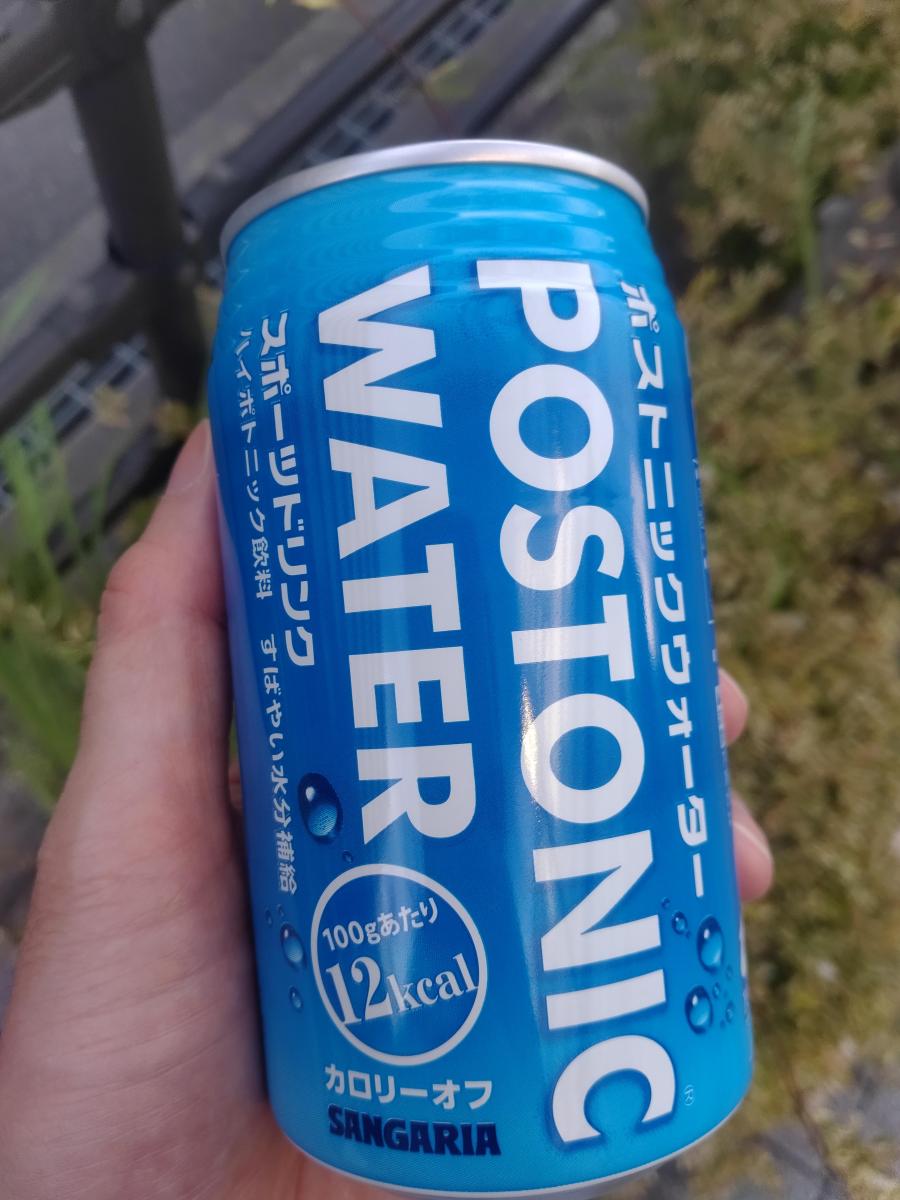 ポストニックウォーター
POSTONIC
WATER
スポーツドリンク
ハイポトニック飲料 すばやい水分補給
100gあたり
12kcal
カロリーオフ
SANGARIA